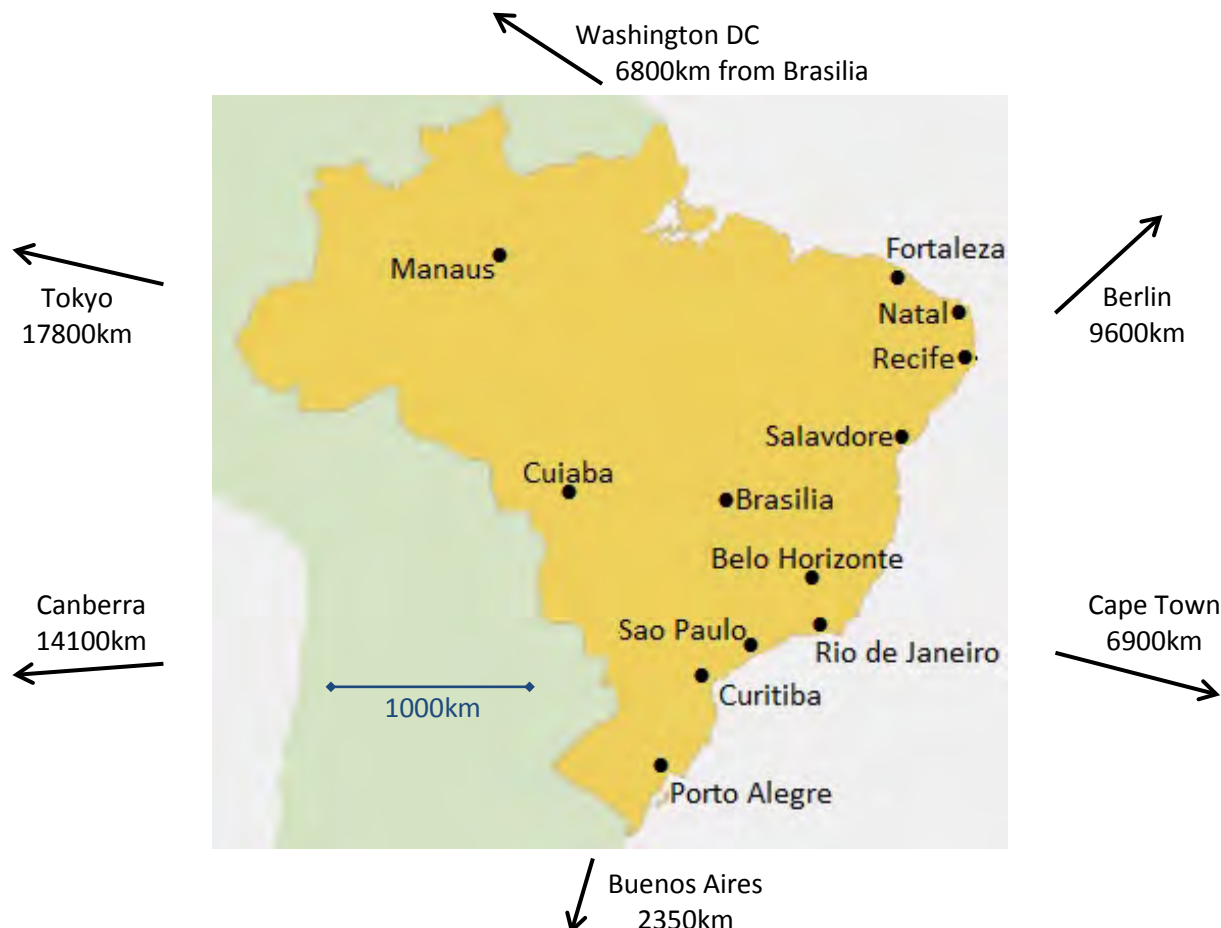 Washington DC
6800km from Brasilia
Fortaleza
Manaus
Tokyo
17800km
Natal
Berlin
9600km
Recife
Salavdore
Cuiaba
Brasilia
Belo Horizonte
Canberra
14100km
Cape Town
6900km
Sao Paulo
Rio de Janeiro
1000km
Curitiba
Porto Alegre
Buenos Aires
2350km